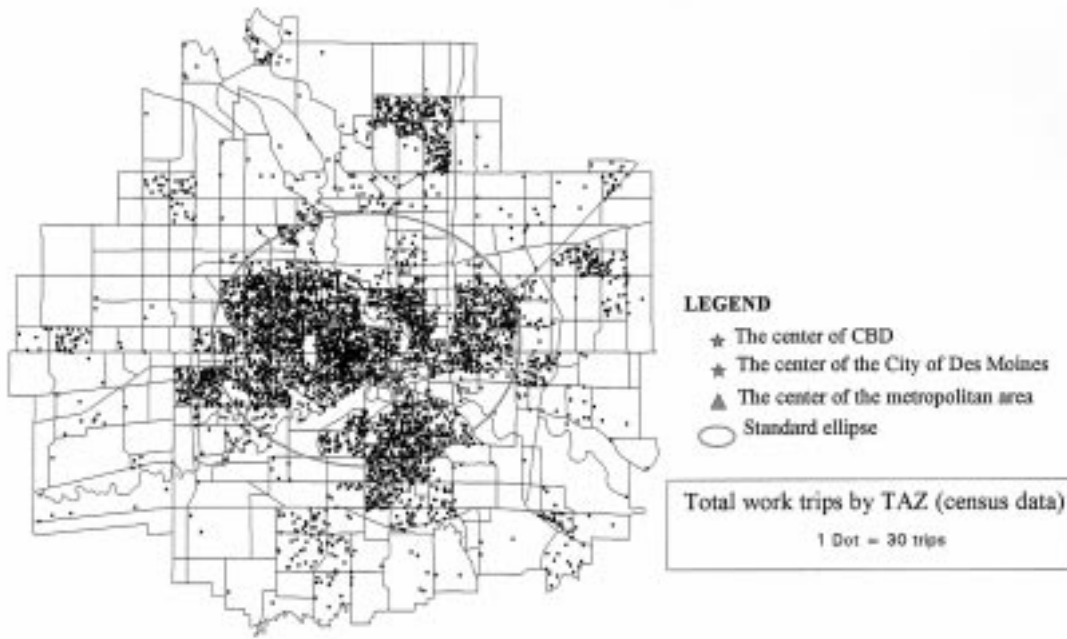 LEGEND
The center of CBD
The center of the City of Des Moines
The center of the metropolitan area
Standard ellipse
Total work trips by TAZ (census data)
1 Dot = 30 trips